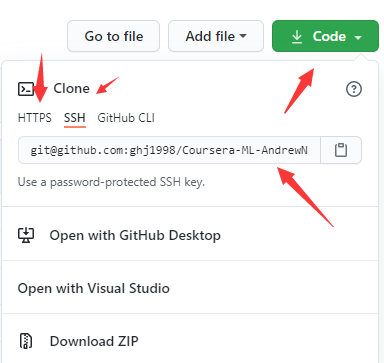 Go to file Add file Code
Clone
HTTPS SSH GitHub CLI
git@github.com:ghj1998/Coursera-ML-AndrewN
Use a password-protected SSH key.
Open with GitHub Desktop
Open with Visual Studio
Download ZIP